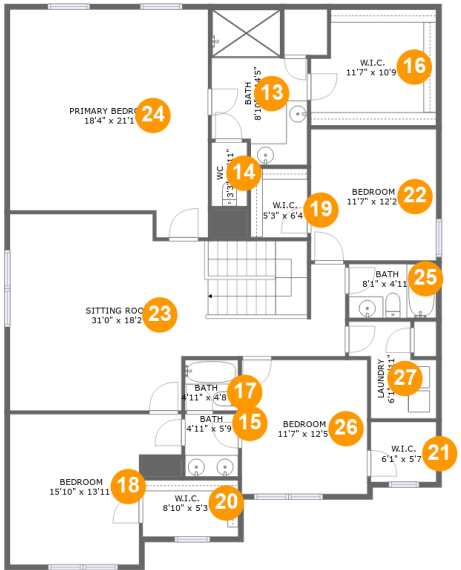 W.I.C.
11'7" x 10'9
16
BATH
13
PRIMARY
18'4" x 21'1
24
WC
14
BEDROOM
11'7" x 12'2
22
W.I.C.
5'3" x 6'4
19
BATH
8'1" x 4'11
25
SITTING
31'0" x 18'2
23
LAUNDRY
27
BATH
4'11" x 4'8
17
BATH
4'11" x 5'9
15
BEDROOM
11'7" x 12'5
26
W.I.C.
6'1" x 5'7
21
BEDROOM
15'10" x 13'11
18
W.I.C.
8'10" x 5'3
20